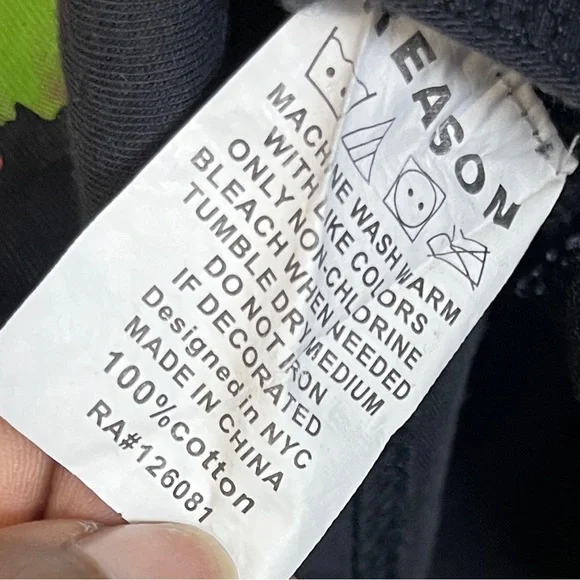 REASON
MACHINE WASH WARM
WITH LIKE COLORS
ONLY NON-CHLORINE
BLEACH WHEN NEEDED
TUMBLE DRY MEDIUM
DO NOT IRON
IF DECORATED
Designed in NYC
MADE IN CHINA
100%Cotton
RA#126081